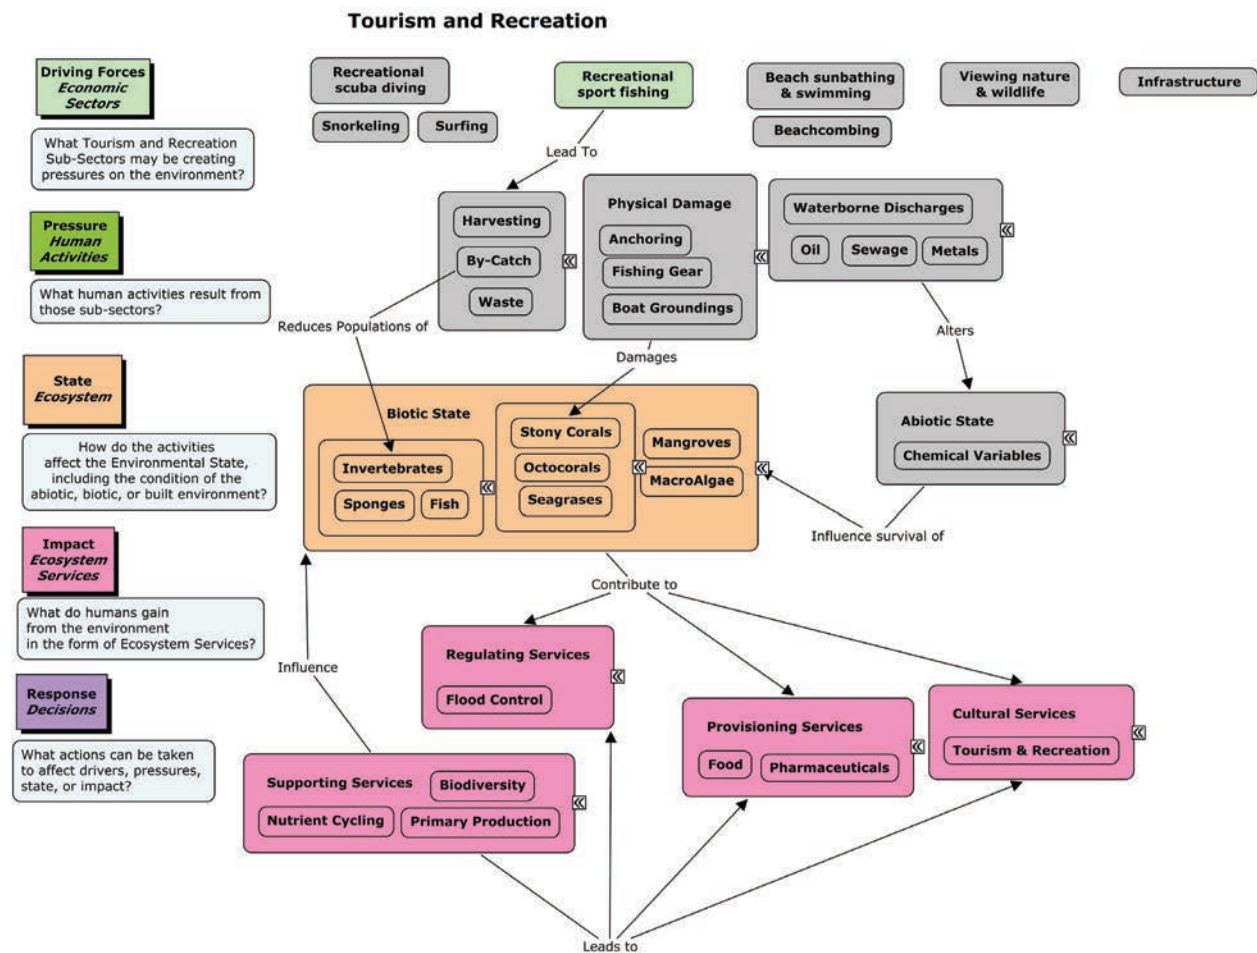 Tourism and Recreation
Driving Forces
Economic
Sectors
What Tourism and Recreation
Sub-Sectors may be creating
pressures on the environment?
Pressure
Human
Activities
What human activities result from
those sub-sectors?
State
Ecosystem
How do the activities
affect the Environmental State,
including the condition of the
abiotic, biotic, or built environment?
Impact
Ecosystem
Services
What do humans gain
from the environment
in the form of Ecosystem Services?
Response
Decisions
What actions can be taken
to affect drivers, pressures,
state, or impact?
Recreational
scuba diving
Snorkeling
Surfing
Recreational
sport fishing
Beach sunbathing
& swimming
Beachcombing
Viewing nature
& wildlife
Infrastructure
Lead To
Harvesting
By-Catch
Waste
Physical Damage
Anchoring
Fishing Gear
Boat Groundings
Waterborne Discharges
Oil
Sewage
Metals
Reduces Populations of
Damages
Alters
Biotic State
Invertebrates
Sponges
Fish
Stony Corals
Octocorals
Seagrases
Mangroves
MacroAlgae
Abiotic State
Chemical Variables
Influence survival of
Contribute to
Influence
Regulating Services
Flood Control
Provisioning Services
Food
Pharmaceuticals
Cultural Services
Tourism & Recreation
Supporting Services
Biodiversity
Nutrient Cycling
Primary Production
Leads to